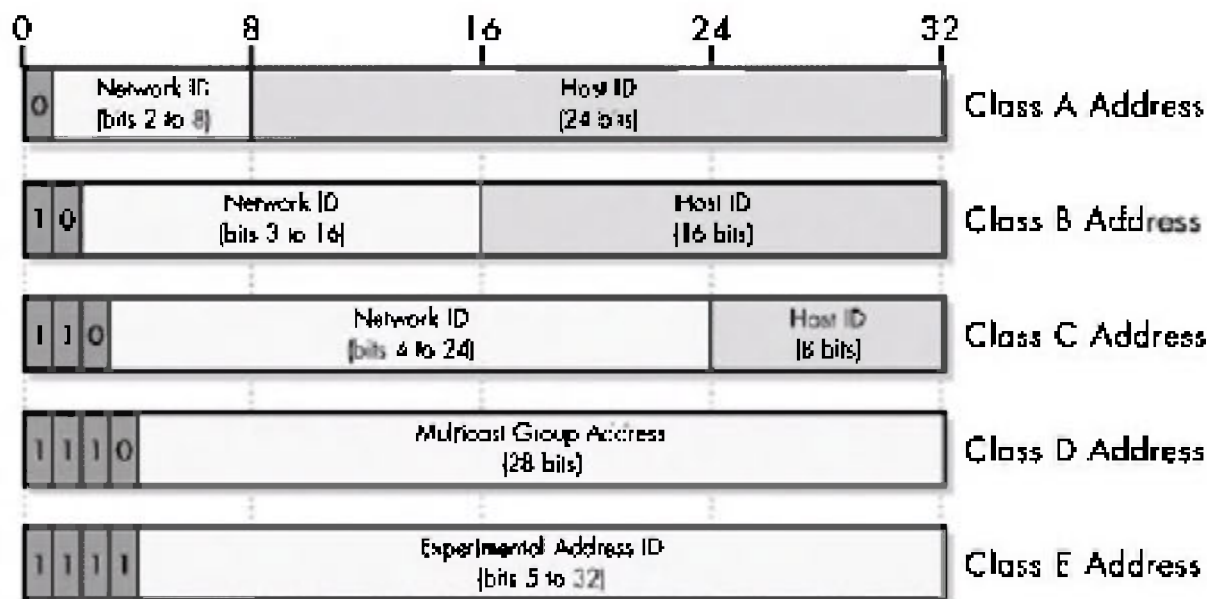 0 8 16 24 32
0 Network ID Host ID Class A Address
(bits 2 to 8) (24 bits)
1 0 Network ID Host ID Class B Address
(bits 3 to 16) (16 bits)
1 1 0 Network ID Host ID Class C Address
(bits 4 to 24) (8 bits)
1 1 1 0 Multicast Group Address Class D Address
(28 bits)
1 1 1 1 Experimental Address ID Class E Address
(bits 5 to 32)